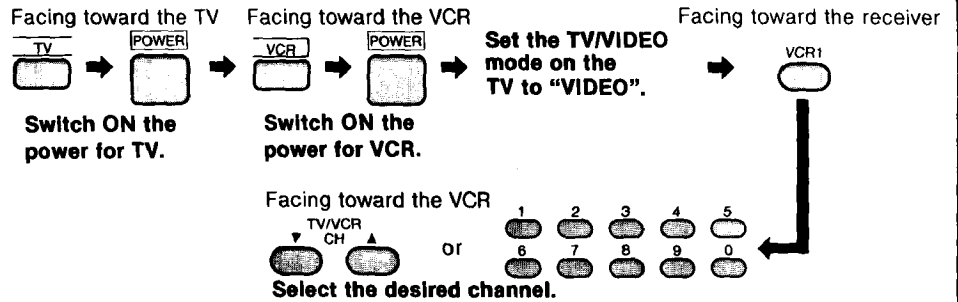 Facing toward the TV
Facing toward the VCR
Facing toward the receiver
TV
POWER
VCR
POWER
Set the TV/VIDEO
mode on the
TV to “VIDEO”.
VCR1
Switch ON the
power for TV.
Switch ON the
power for VCR.
Facing toward the VCR
TV/VCR
▼ CH ▲
or
1 2 3 4 5
6 7 8 9 0
Select the desired channel.